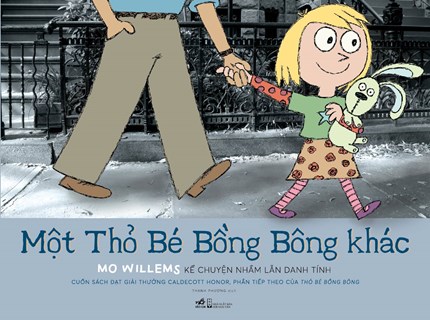 Một Thỏ Bé Bồng Bông khác
MO WILLEMS KỂ CHUYỆN NHẦM LẪN DANH TÍNH
CUỐN SÁCH ĐẠT GIẢI THƯỞNG CALDECOTT HONOR, PHẦN TIẾP THEO CỦA THỎ BÉ BỒNG BÔNG